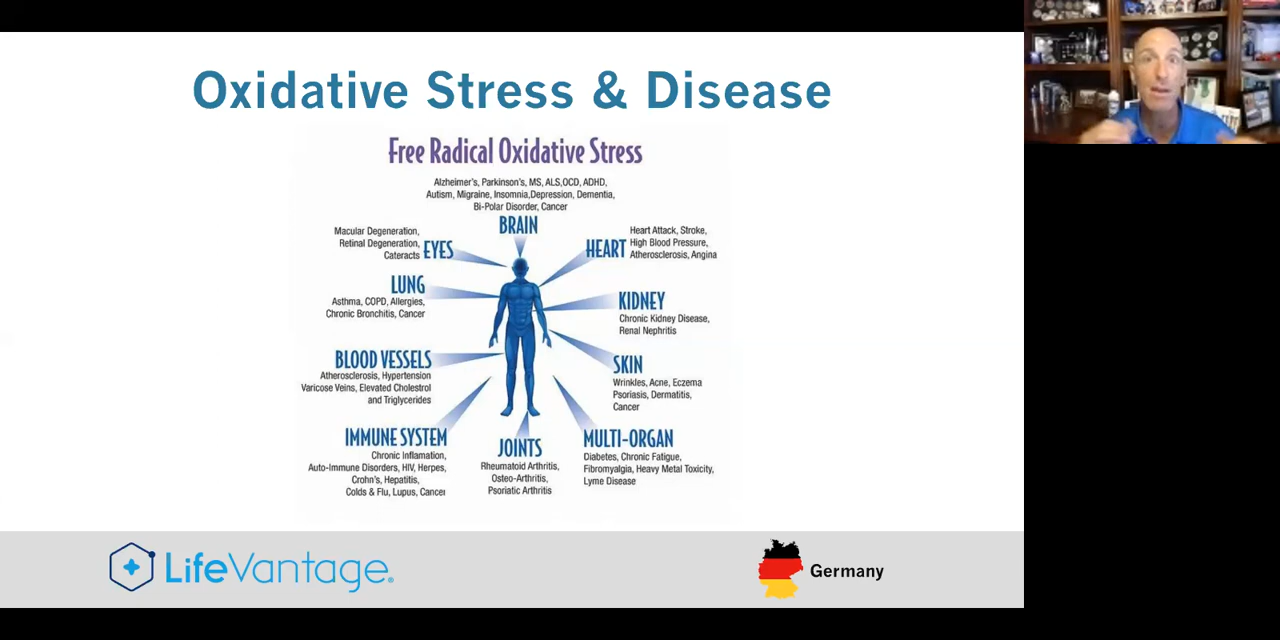 Oxidative Stress & Disease
Free Radical Oxidative Stress
Alzheimer's, Parkinson's, MS, ALS,OCD, ADHD,
Autism, Migraine, Insomnia,Depression, Dementia,
Bi-Polar Disorder, Cancer
BRAIN
Macular Degeneration,
Retinal Degeneration,
Cateracts
EYES
Heart Attack, Stroke,
High Blood Pressure,
Atherosclerosis, Angina
HEART
LUNG
Asthma, COPD, Allergies,
Chronic Bronchitis, Cancer
KIDNEY
Chronic Kidney Disease,
Renal Nephritis
BLOOD VESSELS
Atherosclerosis, Hypertension
Varicose Veins, Elevated Cholestrol
and Triglycerides
SKIN
Wrinkles, Acne, Eczema
Psoriasis, Dermatitis,
Cancer
IMMUNE SYSTEM
Chronic Inflamation,
Auto-Immune Disorders, HIV, Herpes,
Crohn's, Hepatitis,
Colds & Flu, Lupus, Cancer
JOINTS
Rheumatoid Arthritis,
Osteo-Arthritis,
Psoriatic Arthritis
MULTI-ORGAN
Diabetes, Chronic Fatigue,
Fibromyalgia, Heavy Metal Toxicity,
Lyme Disease
LifeVantage®
Germany